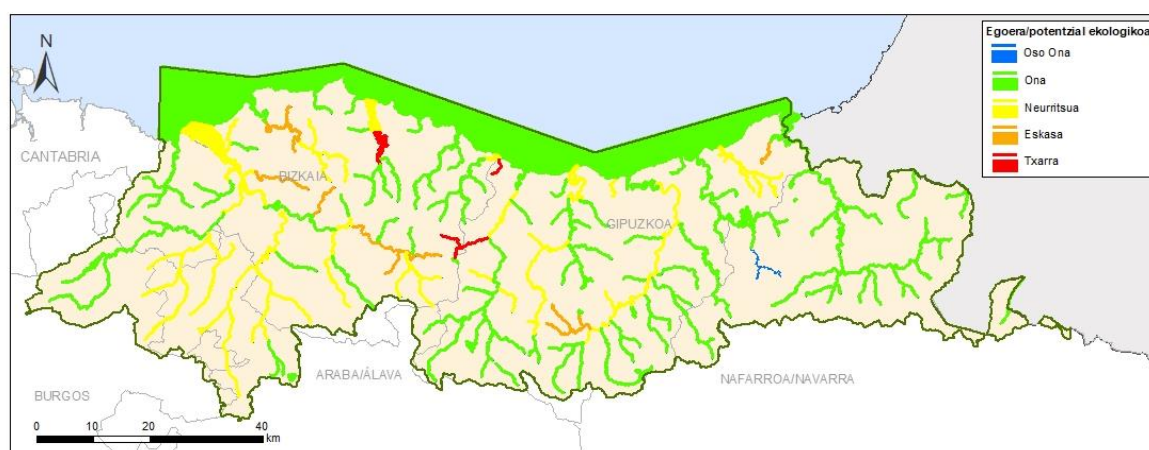 N
Egoera/potentzial ekologikoa
Oso Ona
Ona
Neurritsua
Eskasa
Txarra
CANTABRIA
BIZKAIA
GIPUZKOA
ARABA/ÁLAVA
NAFARROA/NAVARRA
BURGOS
0 10 20 40
km